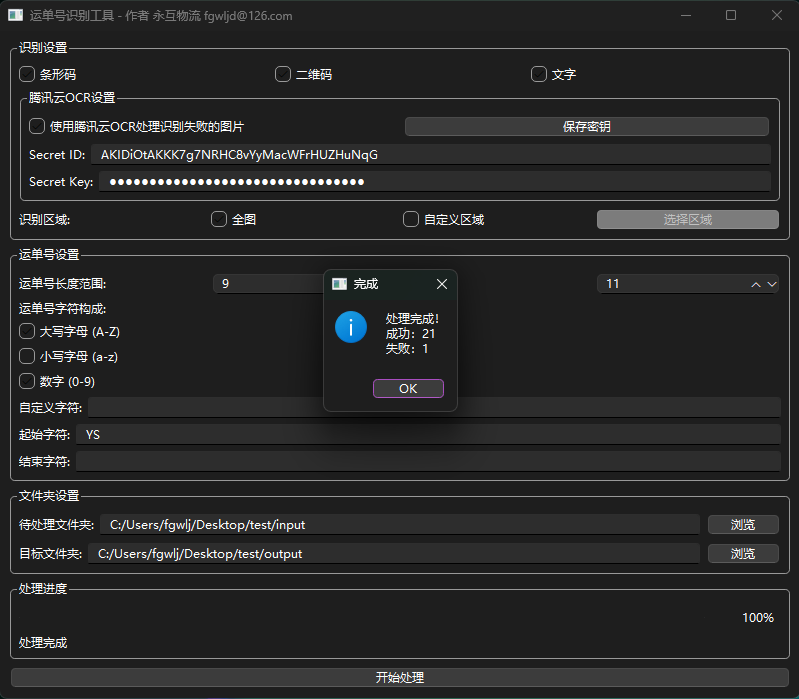 运单号识别工具 - 作者 永互物流 fgwljd@126.com
识别设置
条形码 二维码 文字
腾讯云OCR设置
使用腾讯云OCR处理识别失败的图片 保存密钥
Secret ID: AKIDiOtAKKK7g7NRHC8vYyMacWFrHUZHuNqG
Secret Key: ●●●●●●●●●●●●●●●●●●●●●●●●●●●●●●●●
识别区域: 全图 自定义区域 选择区域
运单号设置
运单号长度范围: 9 11
运单号字符构成:
大写字母 (A-Z)
小写字母 (a-z)
数字 (0-9)
自定义字符:
起始字符: YS
结束字符:
完成
处理完成!
成功: 21
失败: 1
OK
文件夹设置
待处理文件夹: C:/Users/fgwlj/Desktop/test/input 浏览
目标文件夹: C:/Users/fgwlj/Desktop/test/output 浏览
处理进度
100%
处理完成
开始处理